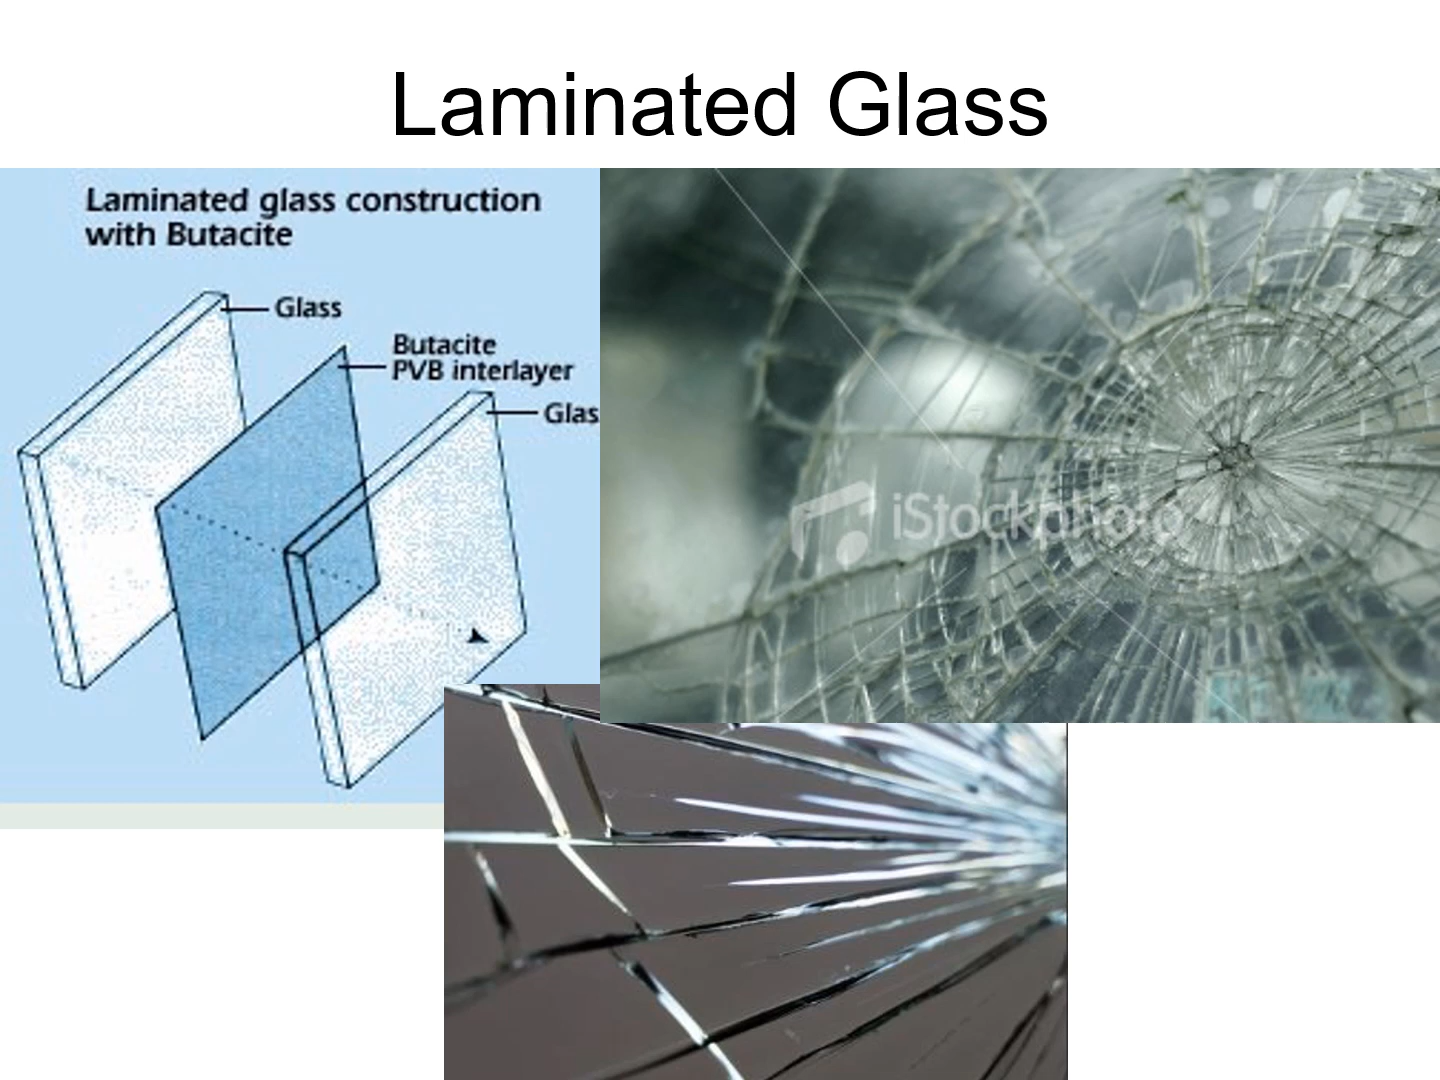 Laminated Glass
Laminated glass construction
with Butacite
Glass
Butacite
PVB interlayer
Glas
iStockphoto